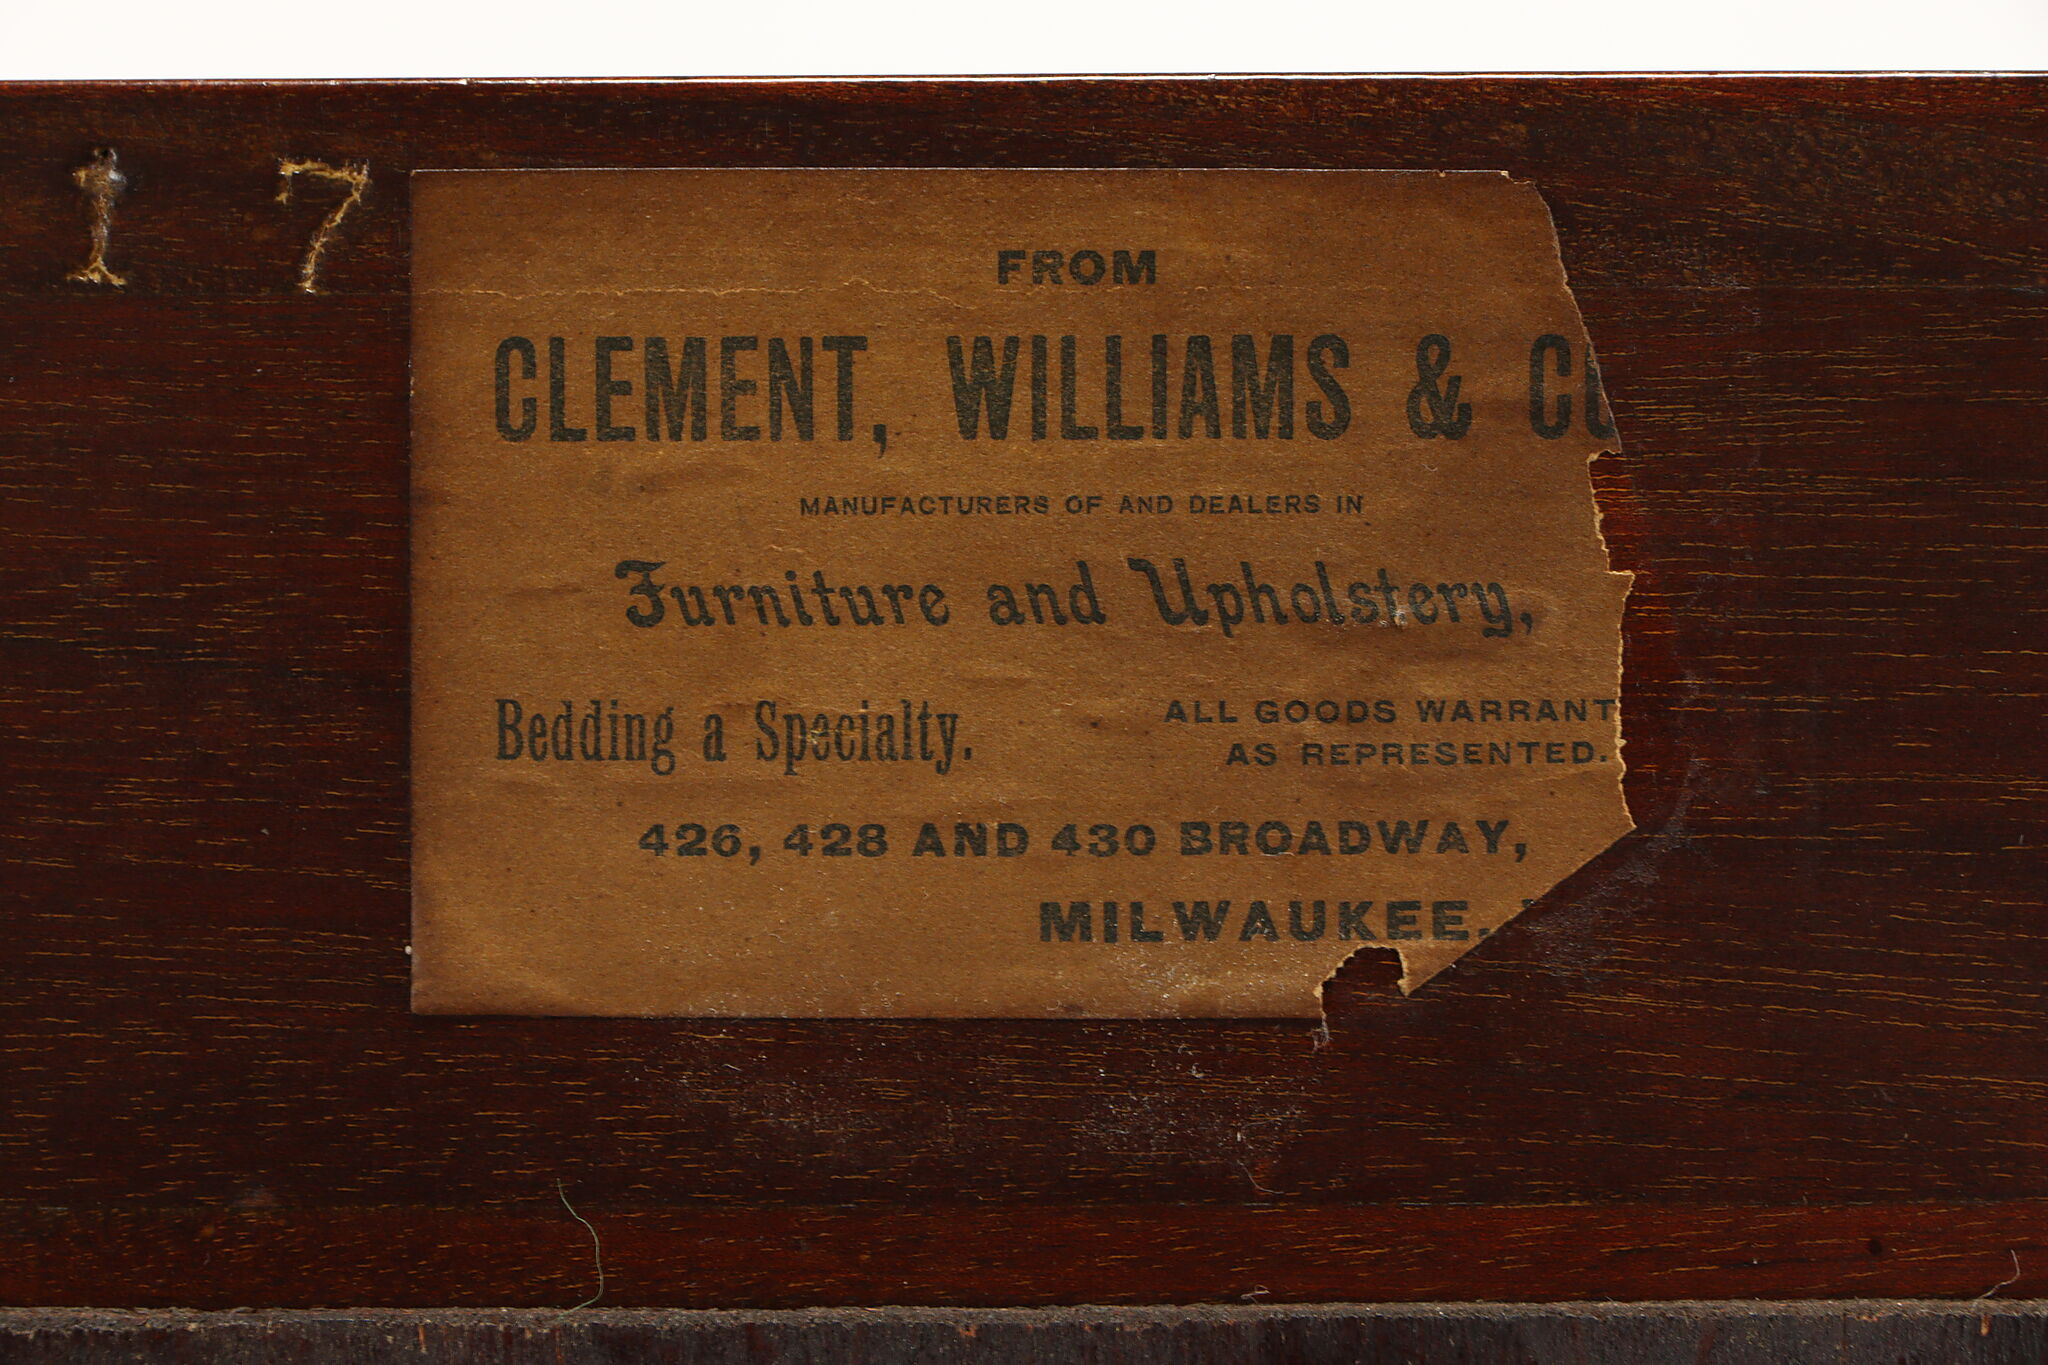 17
FROM
CLEMENT, WILLIAMS & CO
MANUFACTURERS OF AND DEALERS IN
Furniture and Upholstery,
Bedding a Specialty.
ALL GOODS WARRANT
AS REPRESENTED.
426, 428 AND 430 BROADWAY,
MILWAUKEE.